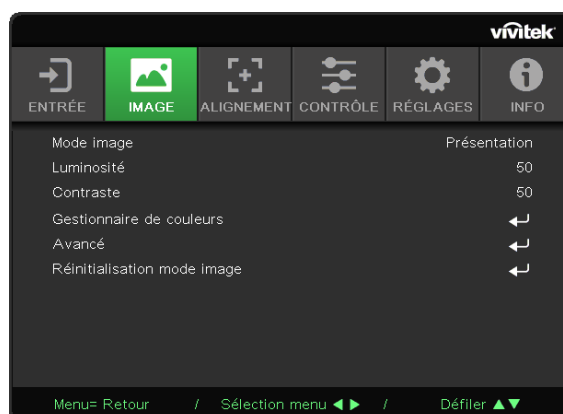 vivitek
ENTRÉE IMAGE ALIGNEMENT CONTRÔLE RÉGLAGES INFO
Mode image Présentation
Luminosité 50
Contraste 50
Gestionnaire de couleurs
Avancé
Réinitialisation mode image
Menu= Retour / Sélection menu ◀ ▶ / Défiler ▲▼